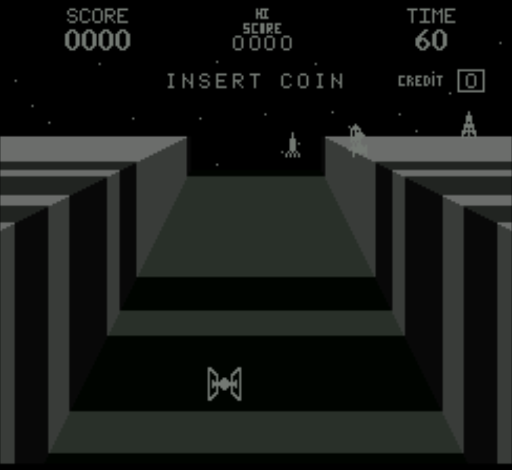 SCORE
0000
HI
SCORE
0000
TIME
60
INSERT COIN
CREDIT 0